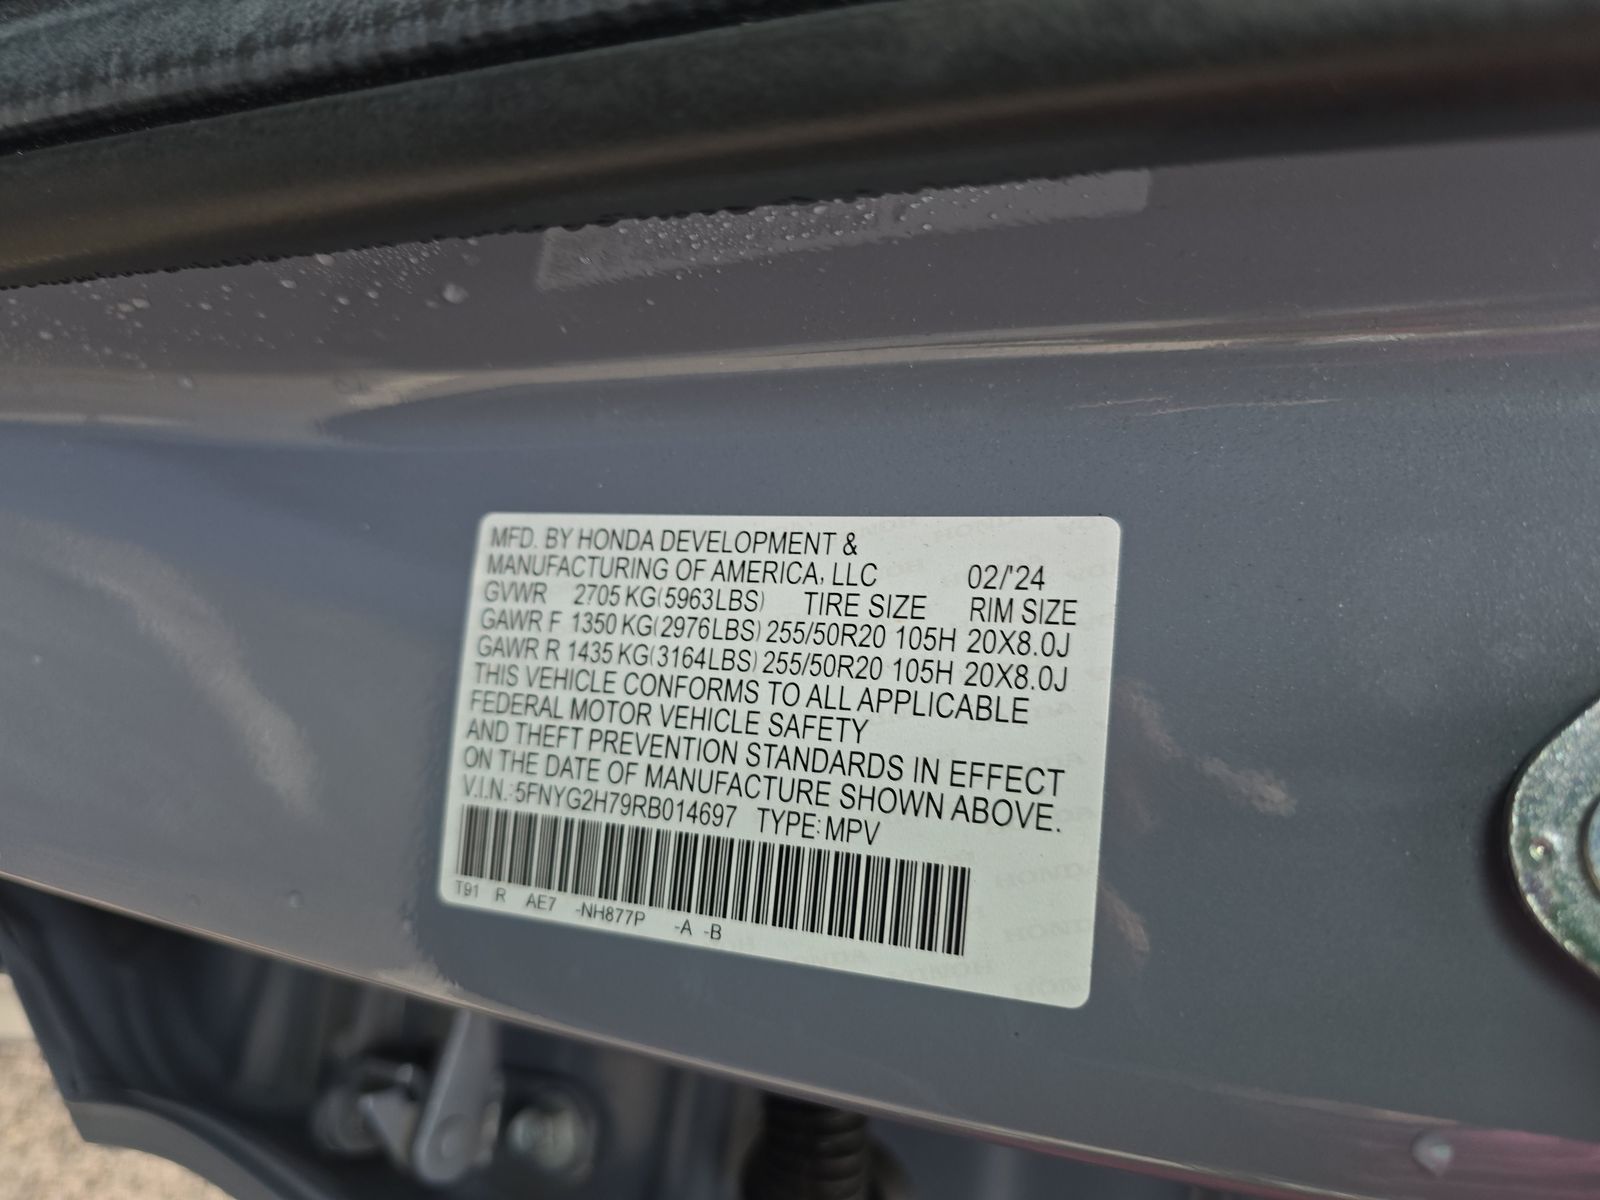 MFD. BY HONDA DEVELOPMENT &
MANUFACTURING OF AMERICA, LLC 02/'24
GVWR 2705 KG(5963LBS) TIRE SIZE RIM SIZE
GAWR F 1350 KG(2976LBS) 255/50R20 105H 20X8.0J
GAWR R 1435 KG(3164LBS) 255/50R20 105H 20X8.0J
THIS VEHICLE CONFORMS TO ALL APPLICABLE
FEDERAL MOTOR VEHICLE SAFETY
AND THEFT PREVENTION STANDARDS IN EFFECT
ON THE DATE OF MANUFACTURE SHOWN ABOVE.
V.I.N.:5FNYG2H79RB014697 TYPE:MPV
T91 R AE7 -NH877P -A -B